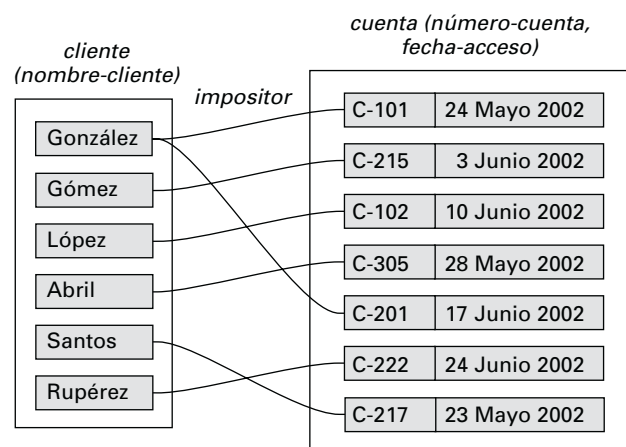 cuenta (número-cuenta,
fecha-acceso)
cliente
(nombre-cliente)
impositor
González
Gómez
López
Abril
Santos
Rupérez
C-101 24 Mayo 2002
C-215 3 Junio 2002
C-102 10 Junio 2002
C-305 28 Mayo 2002
C-201 17 Junio 2002
C-222 24 Junio 2002
C-217 23 Mayo 2002